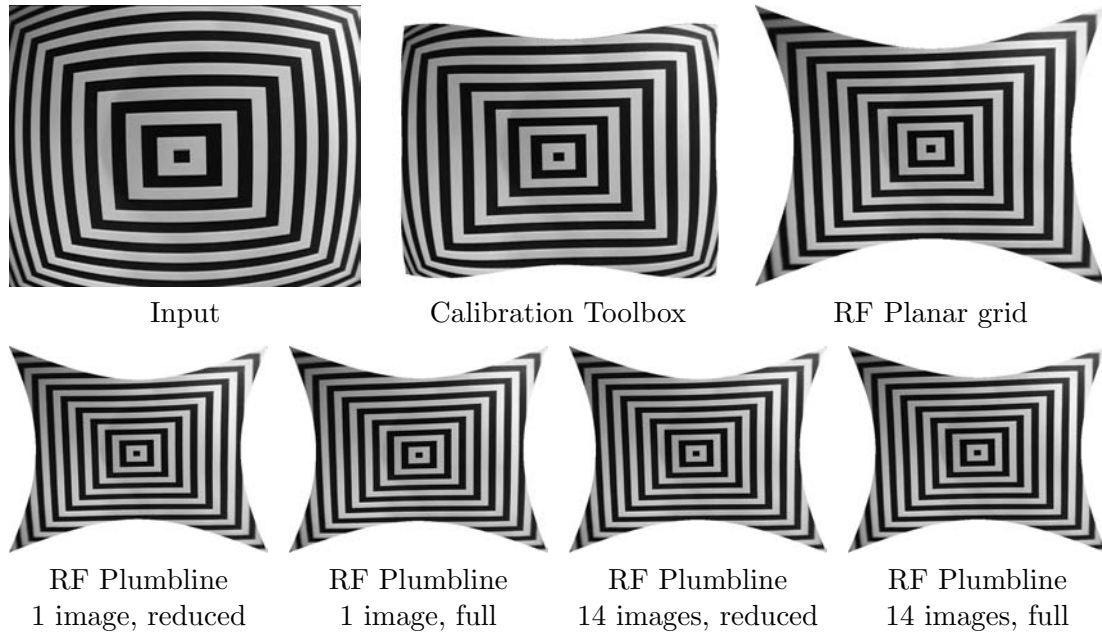 Input
Calibration Toolbox
RF Planar grid
RF Plumbline
1 image, reduced
RF Plumbline
1 image, full
RF Plumbline
14 images, reduced
RF Plumbline
14 images, full